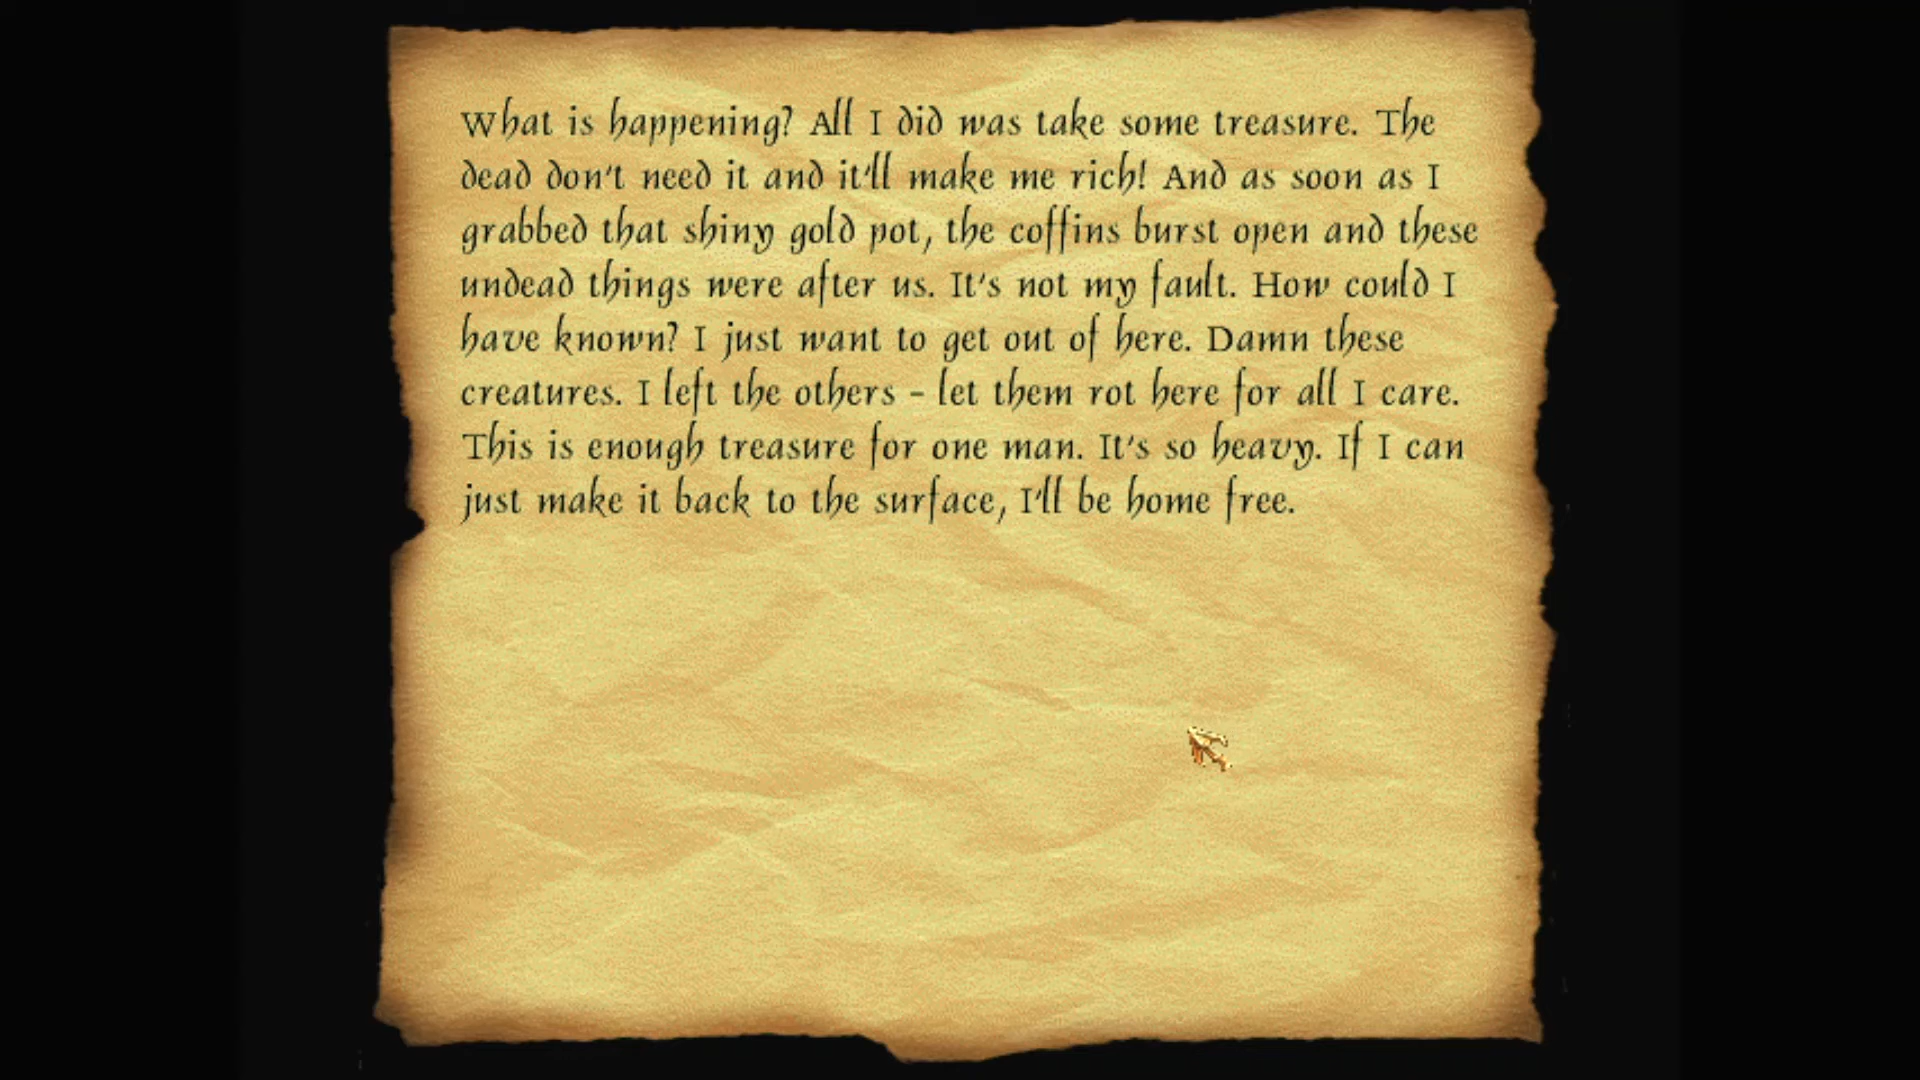 What is happening? All I did was take some treasure. The
dead don't need it and it'll make me rich! And as soon as I
grabbed that shiny gold pot, the coffins burst open and these
undead things were after us. It's not my fault. How could I
have known? I just want to get out of here. Damn these
creatures. I left the others - let them rot here for all I care.
This is enough treasure for one man. It's so heavy. If I can
just make it back to the surface, I'll be home free.